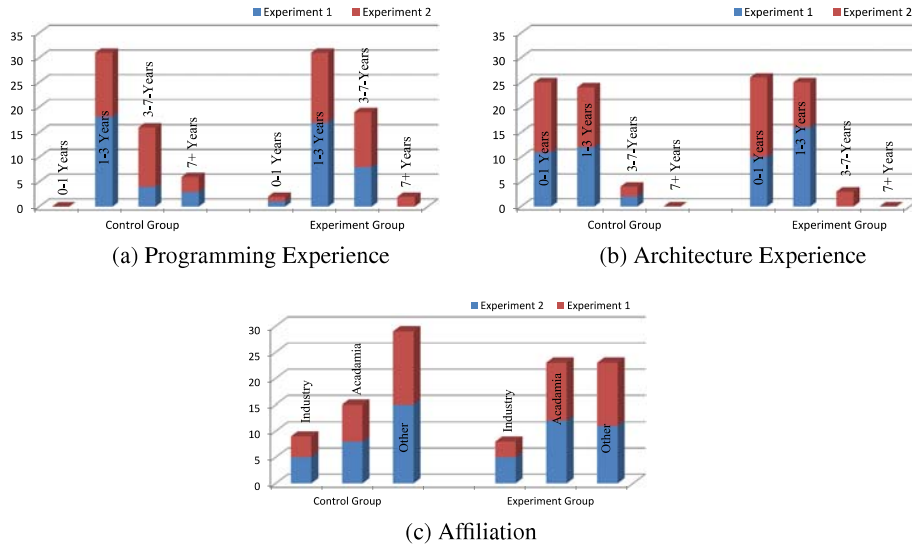 Experiment 1 Experiment 2
35
30
25
20
15
10
5
0
0-1 Years
1-3 Years
3-7-Years
7+ Years
0-1 Years
1-3 Years
3-7-Years
7+ Years
Control Group Experiment Group
(a) Programming Experience
Experiment 1 Experiment 2
35
30
25
20
15
10
5
0
0-1 Years
1-3 Years
3-7-Years
7+ Years
0-1 Years
1-3 Years
3-7-Years
7+ Years
Control Group Experiment Group
(b) Architecture Experience
Experiment 2 Experiment 1
30
25
20
15
10
5
0
Industry
Acadamia
Other
Industry
Acadamia
Other
Control Group Experiment Group
(c) Affiliation